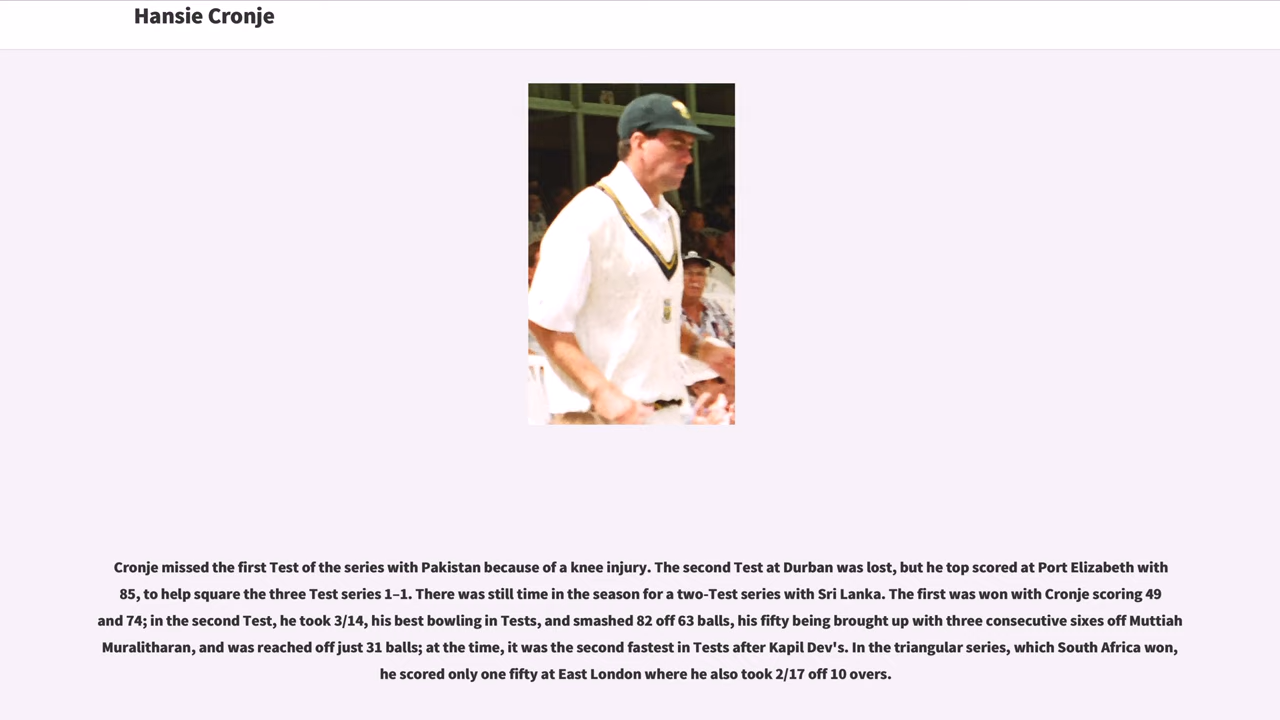 Hansie Cronje
Cronje missed the first Test of the series with Pakistan because of a knee injury. The second Test at Durban was lost, but he top scored at Port Elizabeth with
85, to help square the three Test series 1–1. There was still time in the season for a two-Test series with Sri Lanka. The first was won with Cronje scoring 49
and 74; in the second Test, he took 3/14, his best bowling in Tests, and smashed 82 off 63 balls, his fifty being brought up with three consecutive sixes off Muttiah
Muralitharan, and was reached off just 31 balls; at the time, it was the second fastest in Tests after Kapil Dev's. In the triangular series, which South Africa won,
he scored only one fifty at East London where he also took 2/17 off 10 overs.